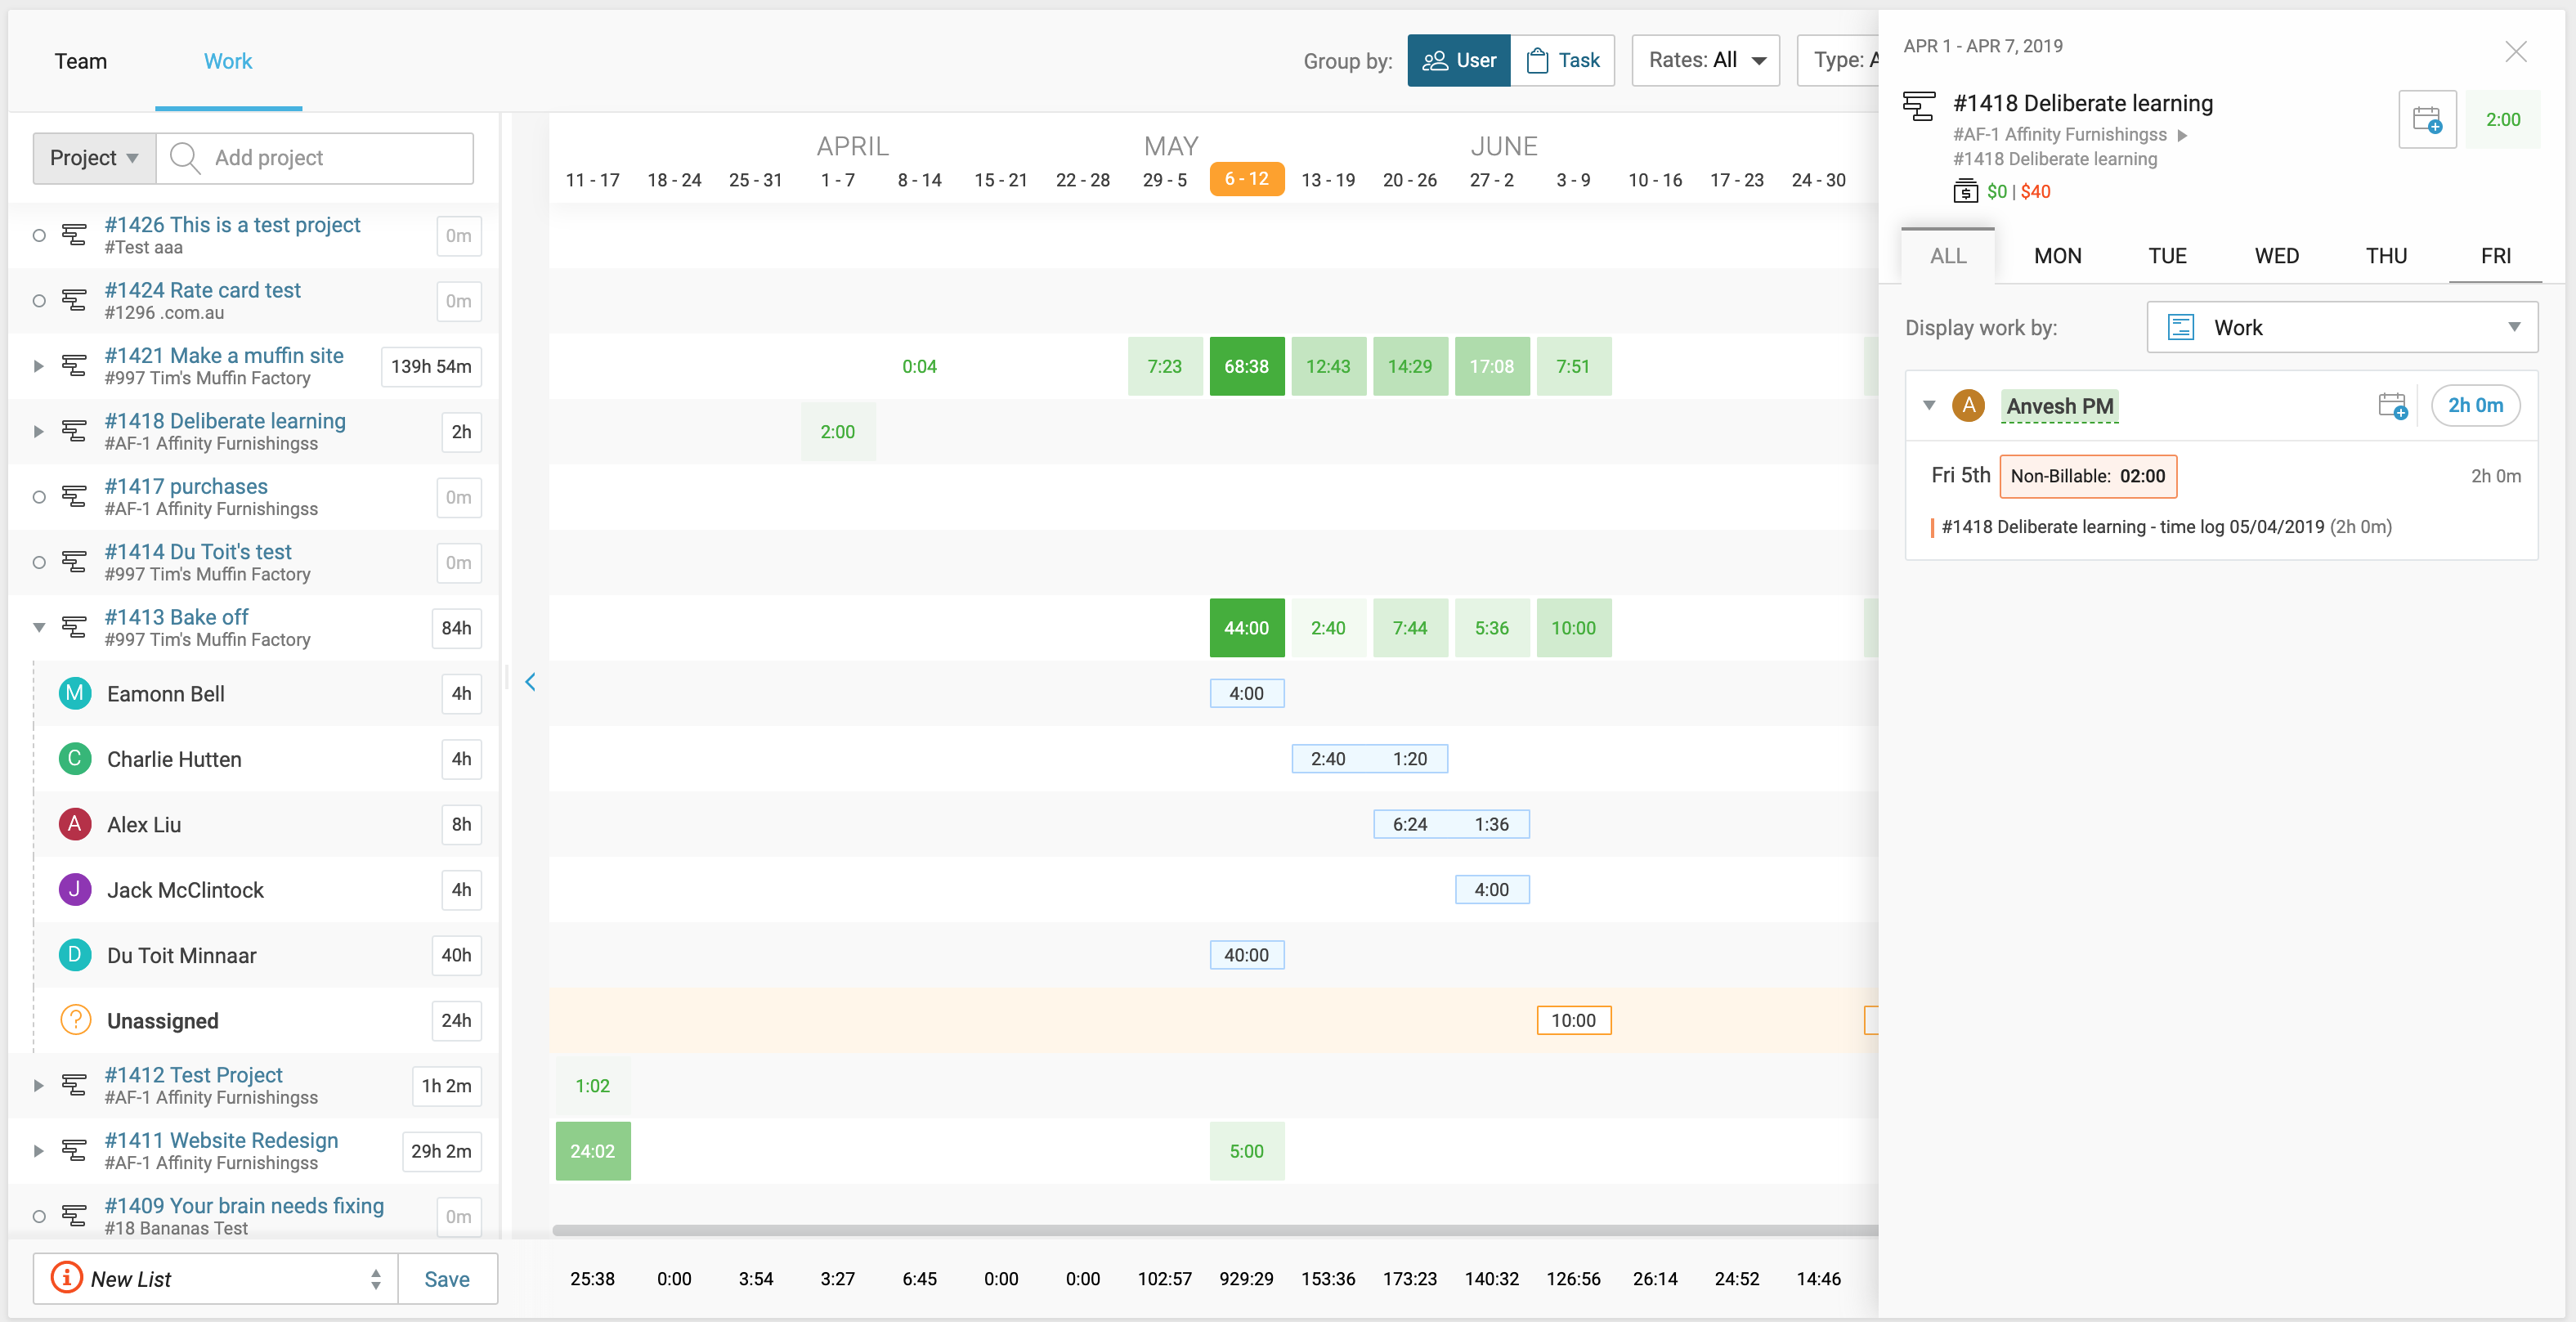 Team
Work
Group by:
User
Task
Rates: All
Type: A
Project
Add project
APRIL
MAY
JUNE
11 - 17
18 - 24
25 - 31
1 - 7
8 - 14
15 - 21
22 - 28
29 - 5
6 - 12
13 - 19
20 - 26
27 - 2
3 - 9
10 - 16
17 - 23
24 - 30
#1426 This is a test project
#Test aaa
0m
#1424 Rate card test
#1296 .com.au
0m
#1421 Make a muffin site
#997 Tim's Muffin Factory
139h 54m
0:04
7:23
68:38
12:43
14:29
17:08
7:51
#1418 Deliberate learning
#AF-1 Affinity Furnishingss
2h
2:00
#1417 purchases
#AF-1 Affinity Furnishingss
0m
#1414 Du Toit's test
#997 Tim's Muffin Factory
0m
#1413 Bake off
#997 Tim's Muffin Factory
84h
44:00
2:40
7:44
5:36
10:00
M Eamonn Bell
4h
4:00
C Charlie Hutten
4h
2:40
1:20
A Alex Liu
8h
6:24
1:36
J Jack McClintock
4h
4:00
D Du Toit Minnaar
40h
40:00
? Unassigned
24h
10:00
#1412 Test Project
#AF-1 Affinity Furnishingss
1h 2m
1:02
#1411 Website Redesign
#AF-1 Affinity Furnishingss
29h 2m
24:02
5:00
#1409 Your brain needs fixing
#18 Bananas Test
0m
New List
Save
25:38
0:00
3:54
3:27
6:45
0:00
0:00
102:57
929:29
153:36
173:23
140:32
126:56
26:14
24:52
14:46
APR 1 - APR 7, 2019
#1418 Deliberate learning
#AF-1 Affinity Furnishingss
#1418 Deliberate learning
$0 | $40
2:00
ALL
MON
TUE
WED
THU
FRI
Display work by:
Work
A Anvesh PM
2h 0m
Fri 5th
Non-Billable: 02:00
2h 0m
#1418 Deliberate learning - time log 05/04/2019 (2h 0m)